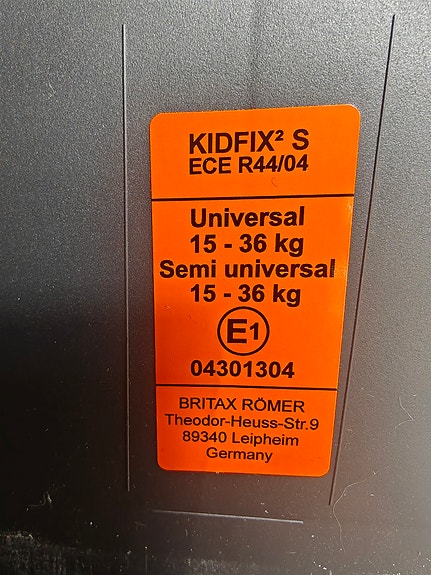 KIDFIX² S
ECE R44/04
Universal
15 - 36 kg
Semi universal
15 - 36 kg
E1
04301304
BRITAX RÖMER
Theodor-Heuss-Str.9
89340 Leipheim
Germany